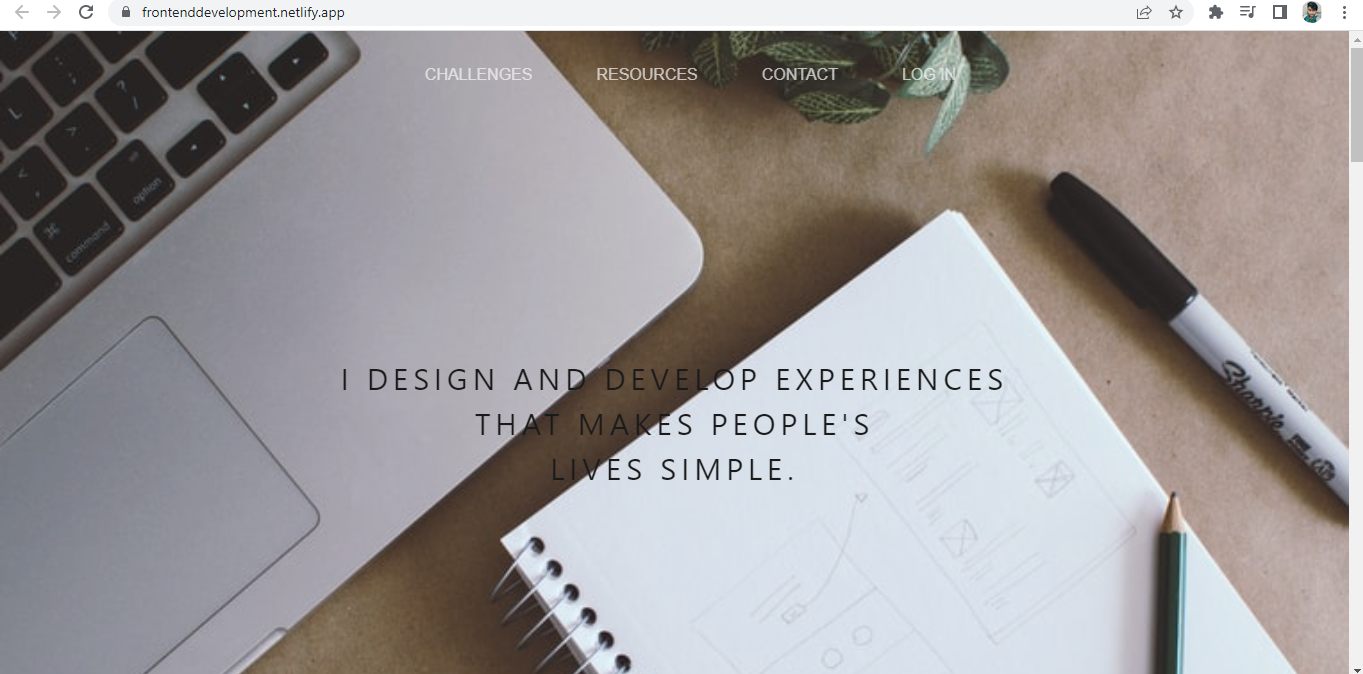 frontenddevelopment.netlify.app
CHALLENGES RESOURCES CONTACT LOG IN
L
?
/
>
.
<
,
option
⌘
command
I DESIGN AND DEVELOP EXPERIENCES
THAT MAKES PEOPLE'S
LIVES SIMPLE.
Sharpie